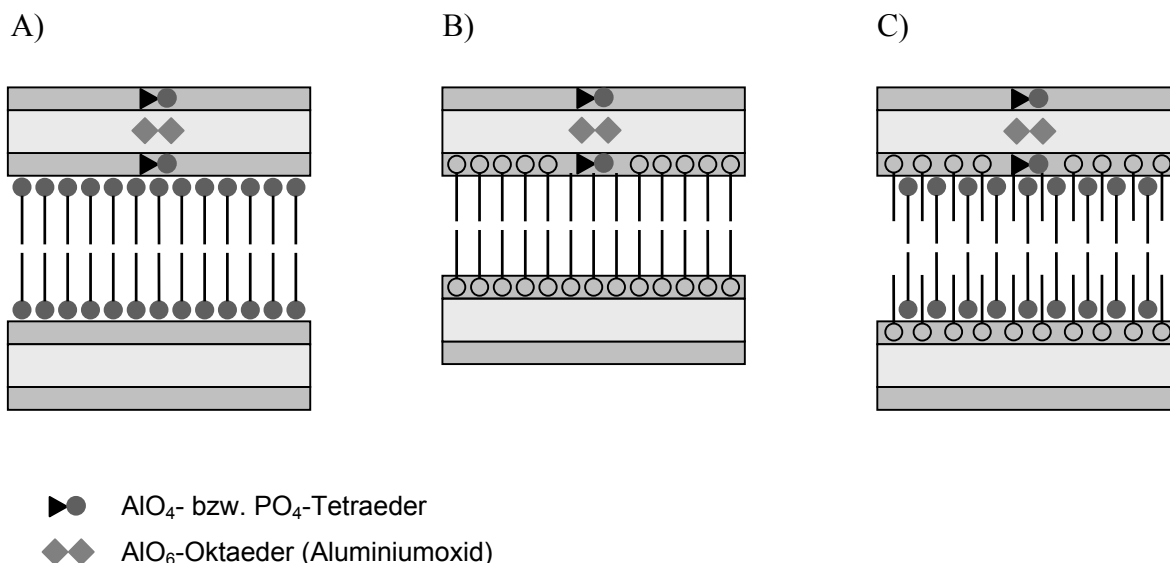 A) B) C)
AlO₄- bzw. PO₄-Tetraeder
AlO₆-Oktaeder (Aluminiumoxid)